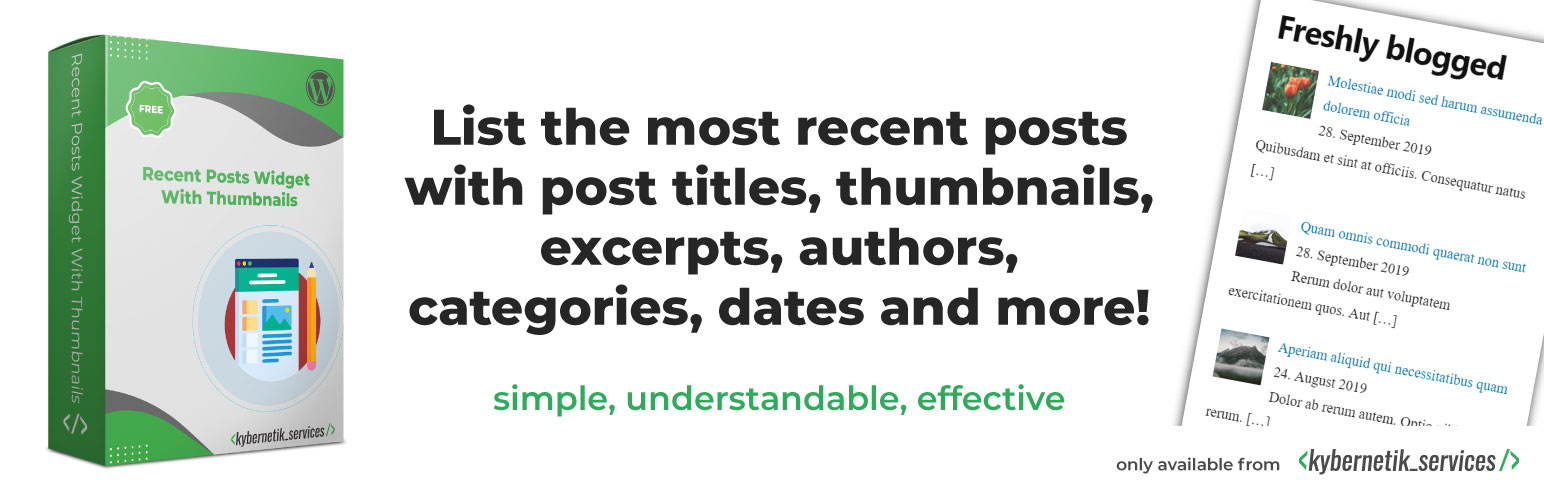 Recent Posts Widget With Thumbnails
</>
FREE
Recent Posts Widget
With Thumbnails
<kybernetik_services/>
List the most recent posts
with post titles, thumbnails,
excerpts, authors,
categories, dates and more!
simple, understandable, effective
Freshly blogged
Molestiae modi sed harum assumenda
dolorem officia
28. September 2019
Quibusdam et sint at officiis. Consequatur natus
[…]
Quam omnis commodi quaerat non sunt
28. September 2019
Rerum dolor aut voluptatem
exercitationem quos. Aut […]
Aperiam aliquid qui necessitatibus quam
24. August 2019
Dolor ab rerum autem.
rerum. […]
only available from <kybernetik_services/>